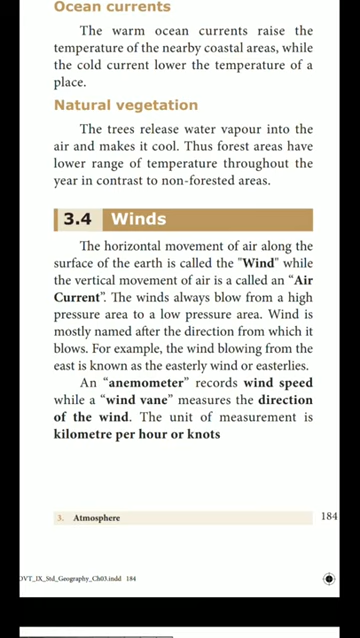 Ocean currents
The warm ocean currents raise the
temperature of the nearby coastal areas, while
the cold current lower the temperature of a
place.
Natural vegetation
The trees release water vapour into the
air and makes it cool. Thus forest areas have
lower range of temperature throughout the
year in contrast to non-forested areas.
3.4 Winds
The horizontal movement of air along the
surface of the earth is called the "Wind" while
the vertical movement of air is a called an “Air
Current”. The winds always blow from a high
pressure area to a low pressure area. Wind is
mostly named after the direction from which it
blows. For example, the wind blowing from the
east is known as the easterly wind or easterlies.
An “anemometer” records wind speed
while a “wind vane” measures the direction
of the wind. The unit of measurement is
kilometre per hour or knots
3. Atmosphere 184
OVT_IX_Std_Geography_Ch03.indd 184